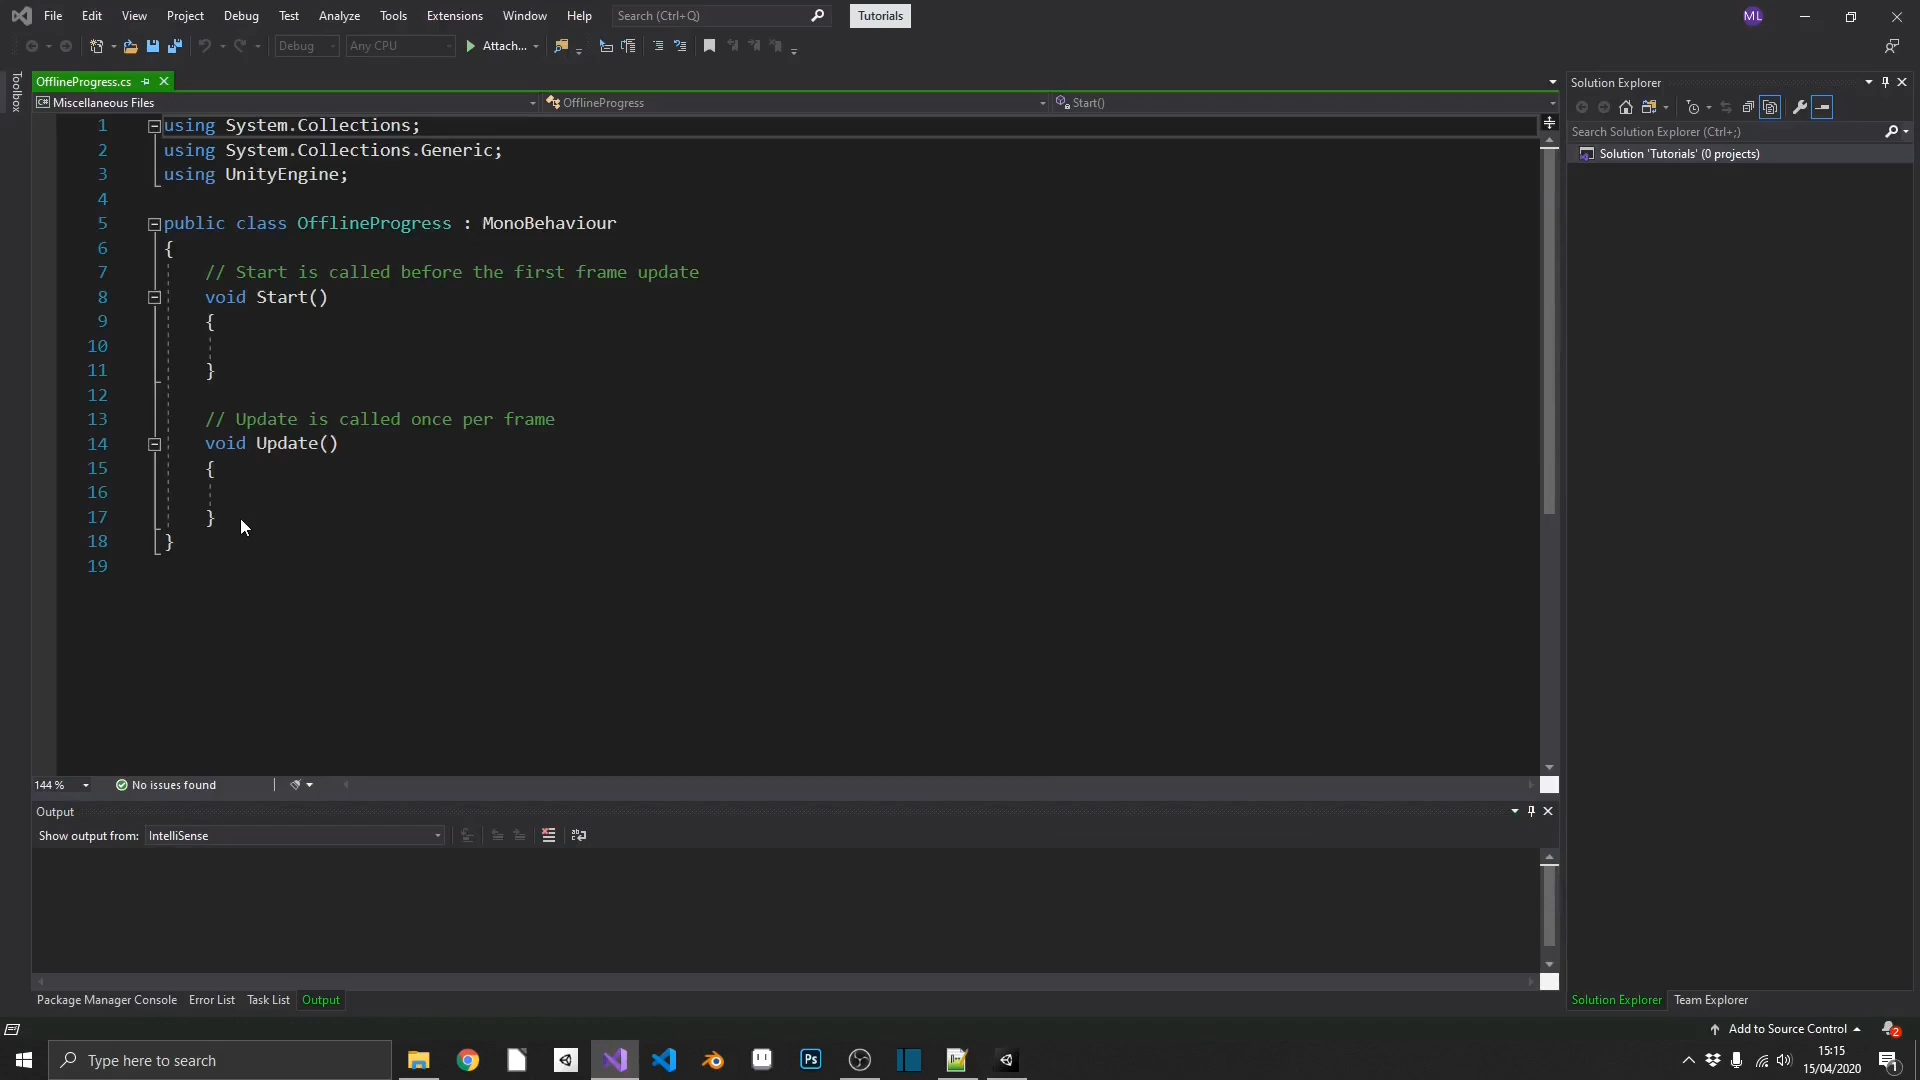 File Edit View Project Debug Test Analyze Tools Extensions Window Help Search (Ctrl+Q) Tutorials ML
Debug Any CPU Attach...
Toolbox
OfflineProgress.cs
Miscellaneous Files OfflineProgress Start()
1 using System.Collections;
2 using System.Collections.Generic;
3 using UnityEngine;
4
5 public class OfflineProgress : MonoBehaviour
6 {
7 // Start is called before the first frame update
8 void Start()
9 {
10
11 }
12
13 // Update is called once per frame
14 void Update()
15 {
16
17 }
18 }
19
144 % No issues found
Output
Show output from: IntelliSense
Package Manager Console Error List Task List Output
Solution Explorer
Search Solution Explorer (Ctrl+;)
Solution 'Tutorials' (0 projects)
Solution Explorer Team Explorer
Add to Source Control 2
Type here to search
Ps
15:15
15/04/2020
1